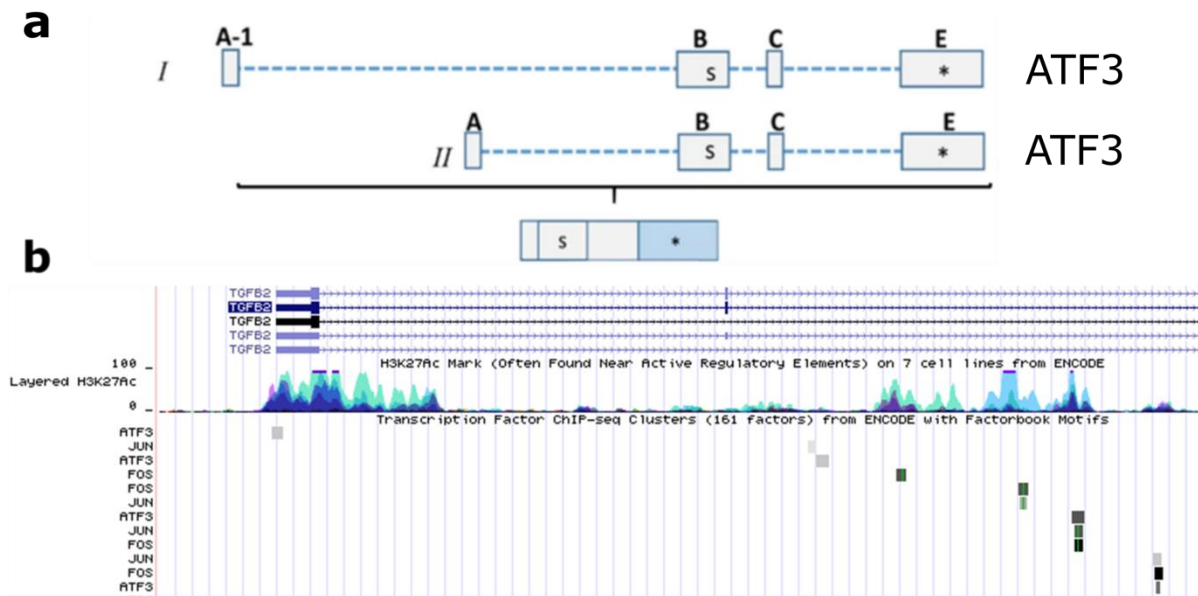 a
A-1 B C E
I S * ATF3
A B C E
II S * ATF3
S *
b
TGFB2
TGFB2
TGFB2
TGFB2
TGFB2
H3K27Ac Mark (Often Found Near Active Regulatory Elements) on 7 cell lines from ENCODE
100 _
Layered H3K27Ac
0 _
Transcription Factor ChIP-seq Clusters (161 factors) from ENCODE with Factorbook Motifs
ATF3
JUN
ATF3
FOS
FOS
JUN
ATF3
JUN
FOS
JUN
FOS
ATF3